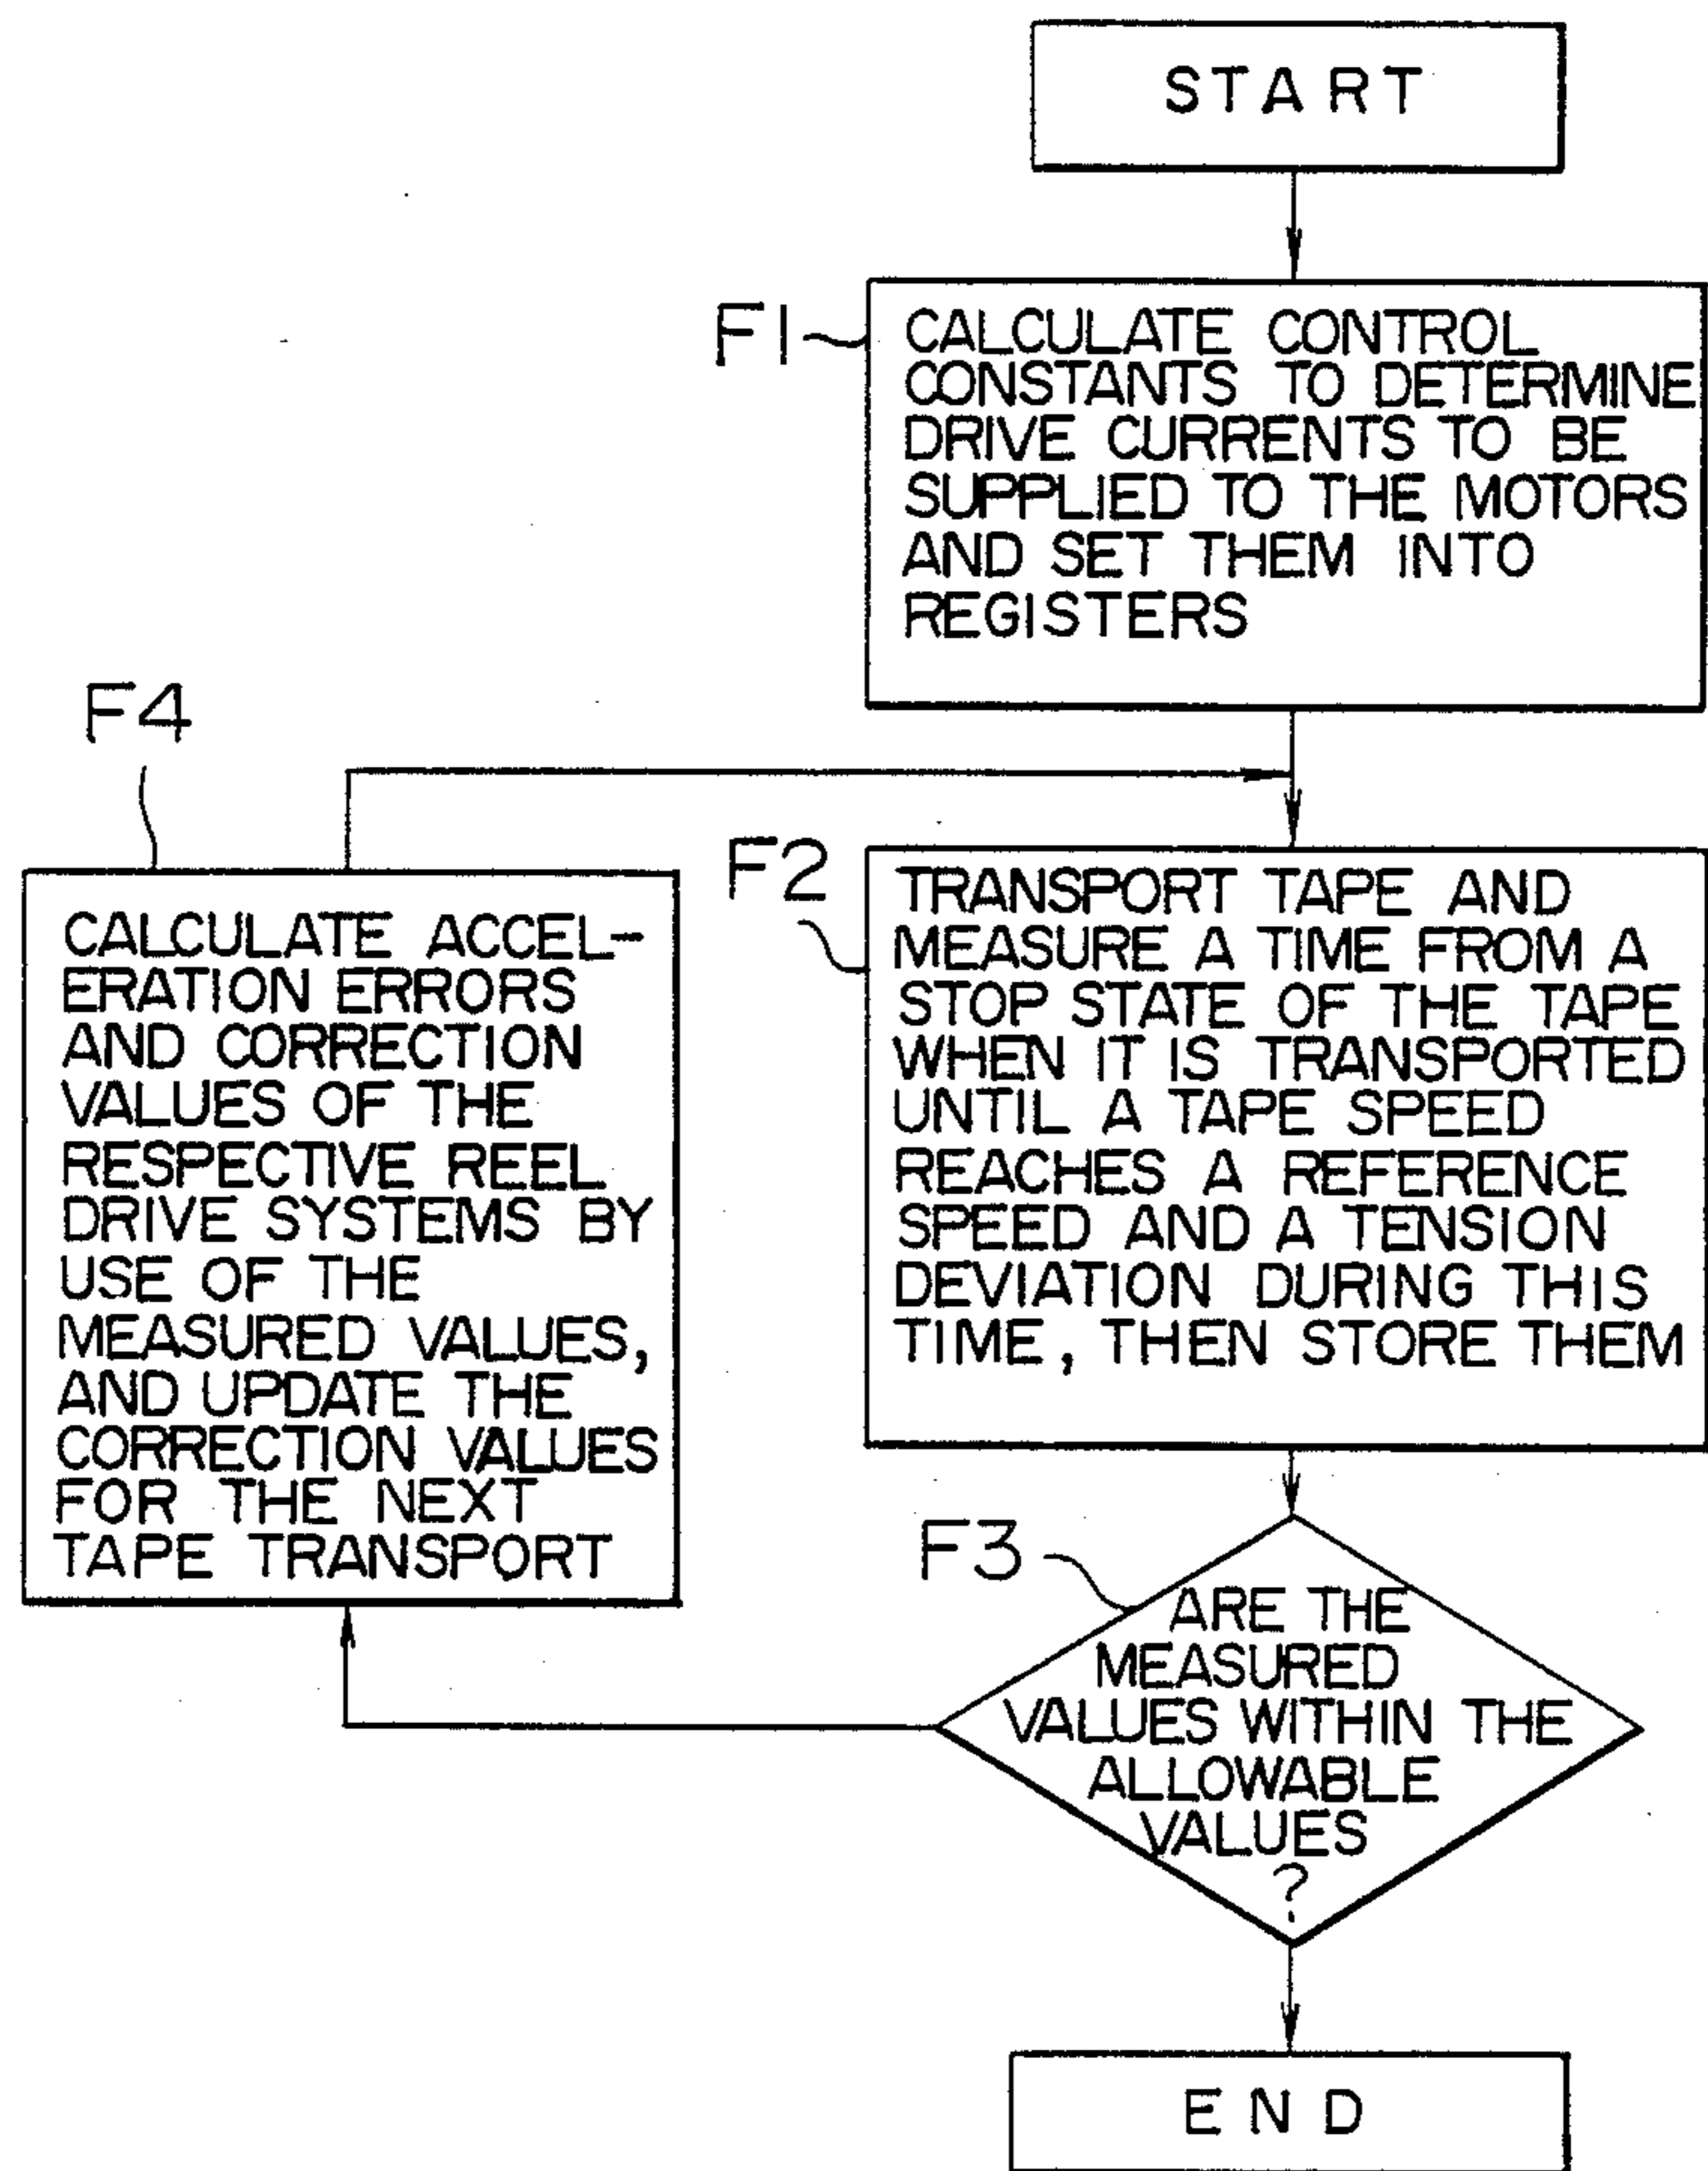 START
F1
CALCULATE CONTROL
CONSTANTS TO DETERMINE
DRIVE CURRENTS TO BE
SUPPLIED TO THE MOTORS
AND SET THEM INTO
REGISTERS
F2
TRANSPORT TAPE AND
MEASURE A TIME FROM A
STOP STATE OF THE TAPE
WHEN IT IS TRANSPORTED
UNTIL A TAPE SPEED
REACHES A REFERENCE
SPEED AND A TENSION
DEVIATION DURING THIS
TIME, THEN STORE THEM
F3
ARE THE
MEASURED
VALUES WITHIN THE
ALLOWABLE
VALUES
?
F4
CALCULATE ACCEL-
ERATION ERRORS
AND CORRECTION
VALUES OF THE
RESPECTIVE REEL
DRIVE SYSTEMS BY
USE OF THE
MEASURED VALUES,
AND UPDATE THE
CORRECTION VALUES
FOR THE NEXT
TAPE TRANSPORT
END